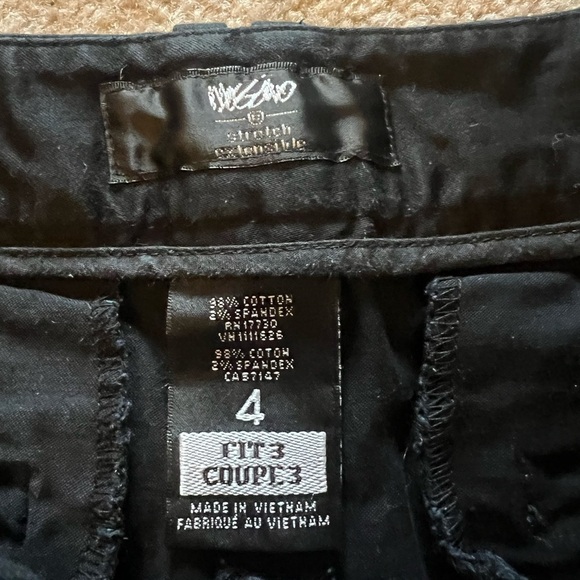 MOSSIMO
stretch
extensible
98% COTTON
2% SPANDEX
RN17730
VN1111626
98% COTON
2% SPANDEX
CA57147
4
FIT 3
COUPE 3
MADE IN VIETNAM
FABRIQUÉ AU VIETNAM